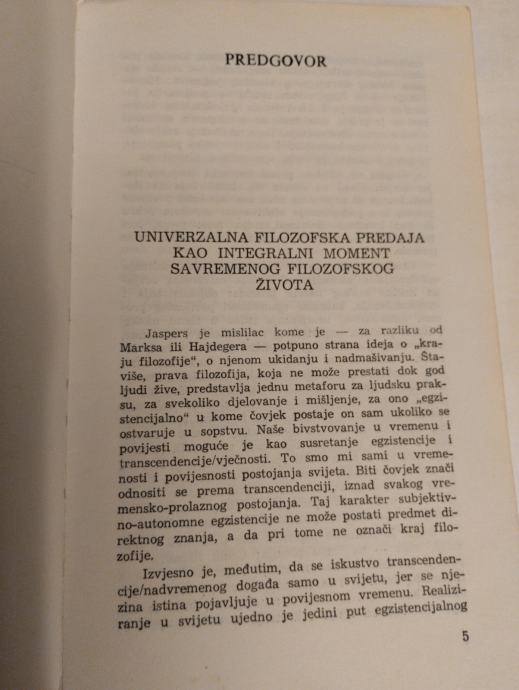 PREDGOVOR
UNIVERZALNA FILOZOFSKA PREDAJA
KAO INTEGRALNI MOMENT
SAVREMENOG FILOZOFSKOG
ŽIVOTA
Jaspers je mislilac kome je — za razliku od
Marksa ili Hajdegera — potpuno strana ideja o „kra-
ju filozofije“, o njenom ukidanju i nadmašivanju. Šta-
više, prava filozofija, koja ne može prestati dok god
ljudi žive, predstavlja jednu metaforu za ljudsku prak-
su, za svekoliko djelovanje i mišljenje, za ono „egzi-
stencijalno“ u kome čovjek postaje on sam ukoliko se
ostvaruje u sopstvu. Naše bivstvovanje u vremenu i
povijesti moguće je kao susretanje egzistencije i
transcendencije/vječnosti. To smo mi sami u vreme-
nosti i povijesnosti postojanja svijeta. Biti čovjek znači
odnositi se prema transcendenciji, iznad svakog vre-
mensko-prolaznog postojanja. Taj karakter subjektiv-
no-autonomne egzistencije ne može postati predmet di-
rektnog znanja, a da pri tome ne označi kraj filo-
zofije.
Izvjesno je, međutim, da se iskustvo transcenden-
cije/nadvremenog događa samo u svijetu, jer se nje-
zina istina pojavljuje u povijesnom vremenu. Realizi-
ranje u svijetu ujedno je jedini put egzistencijalnog
5